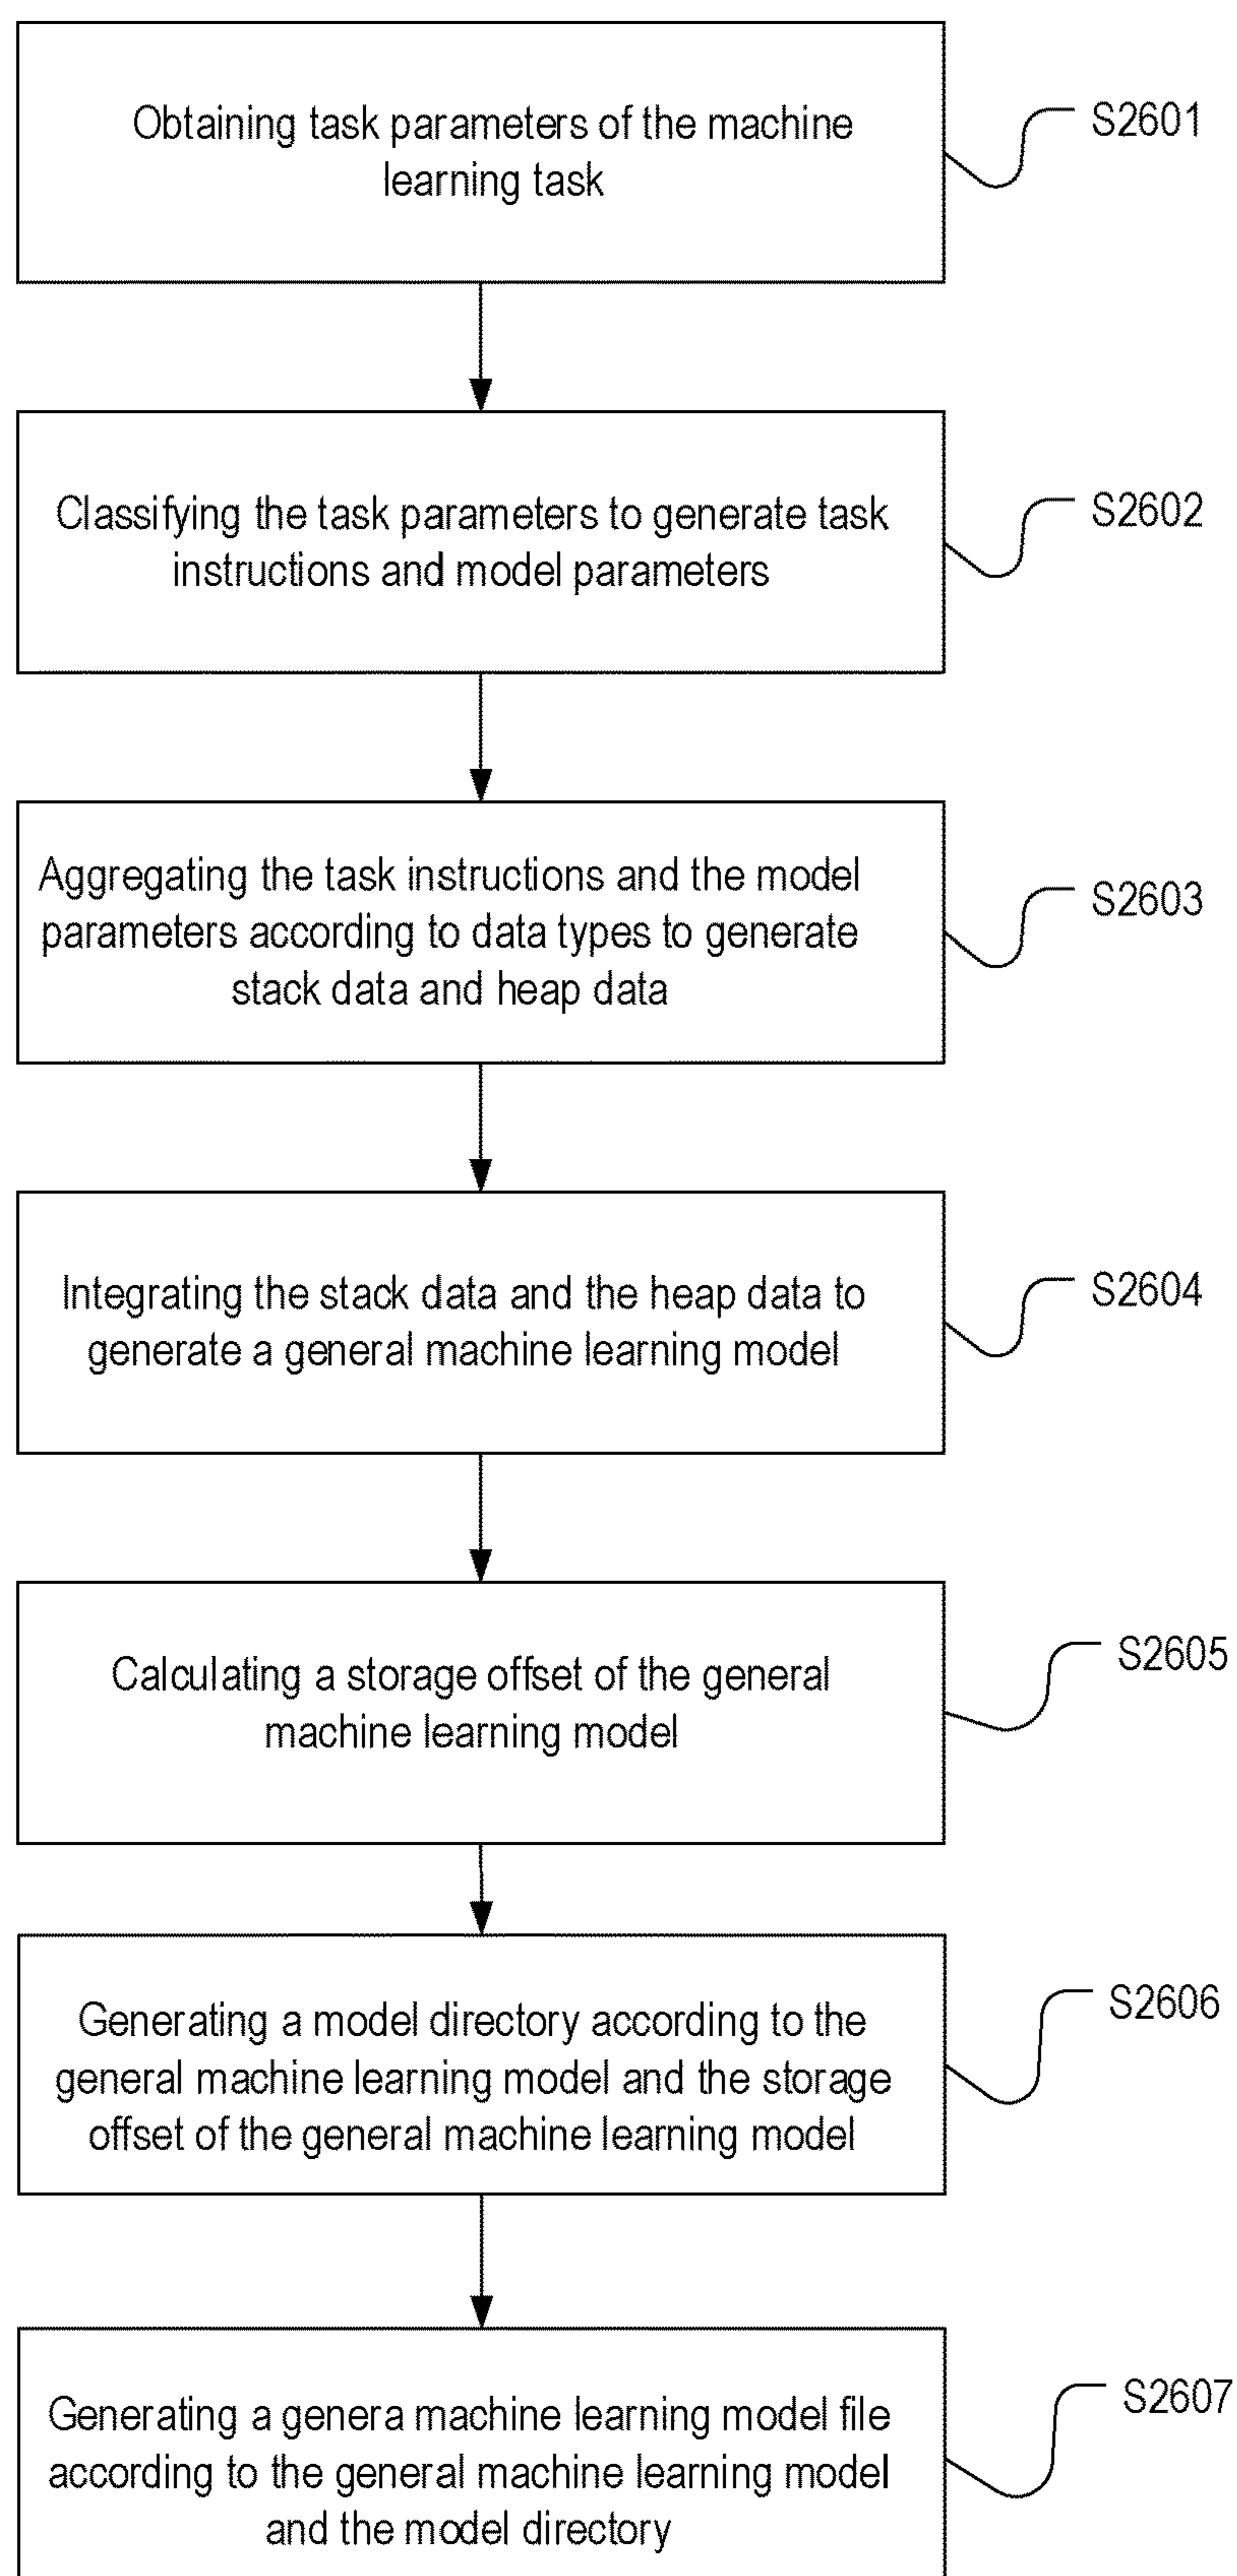 Obtaining task parameters of the machine
learning task
S2601
Classifying the task parameters to generate task
instructions and model parameters
S2602
Aggregating the task instructions and the model
parameters according to data types to generate
stack data and heap data
S2603
Integrating the stack data and the heap data to
generate a general machine learning model
S2604
Calculating a storage offset of the general
machine learning model
S2605
Generating a model directory according to the
general machine learning model and the storage
offset of the general machine learning model
S2606
Generating a genera machine learning model file
according to the general machine learning model
and the model directory
S2607